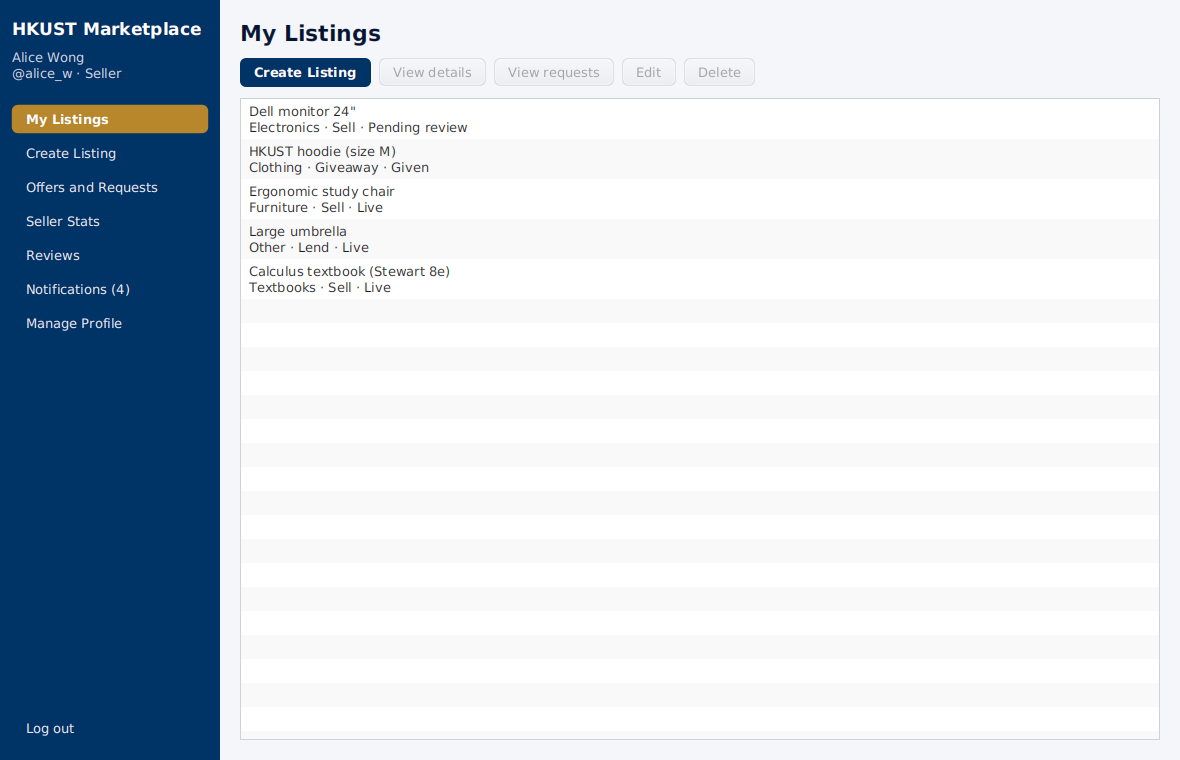 HKUST Marketplace
Alice Wong
@alice_w · Seller
My Listings
Create Listing
Offers and Requests
Seller Stats
Reviews
Notifications (4)
Manage Profile
Log out
My Listings
Create Listing
View details
View requests
Edit
Delete
Dell monitor 24"
Electronics · Sell · Pending review
HKUST hoodie (size M)
Clothing · Giveaway · Given
Ergonomic study chair
Furniture · Sell · Live
Large umbrella
Other · Lend · Live
Calculus textbook (Stewart 8e)
Textbooks · Sell · Live